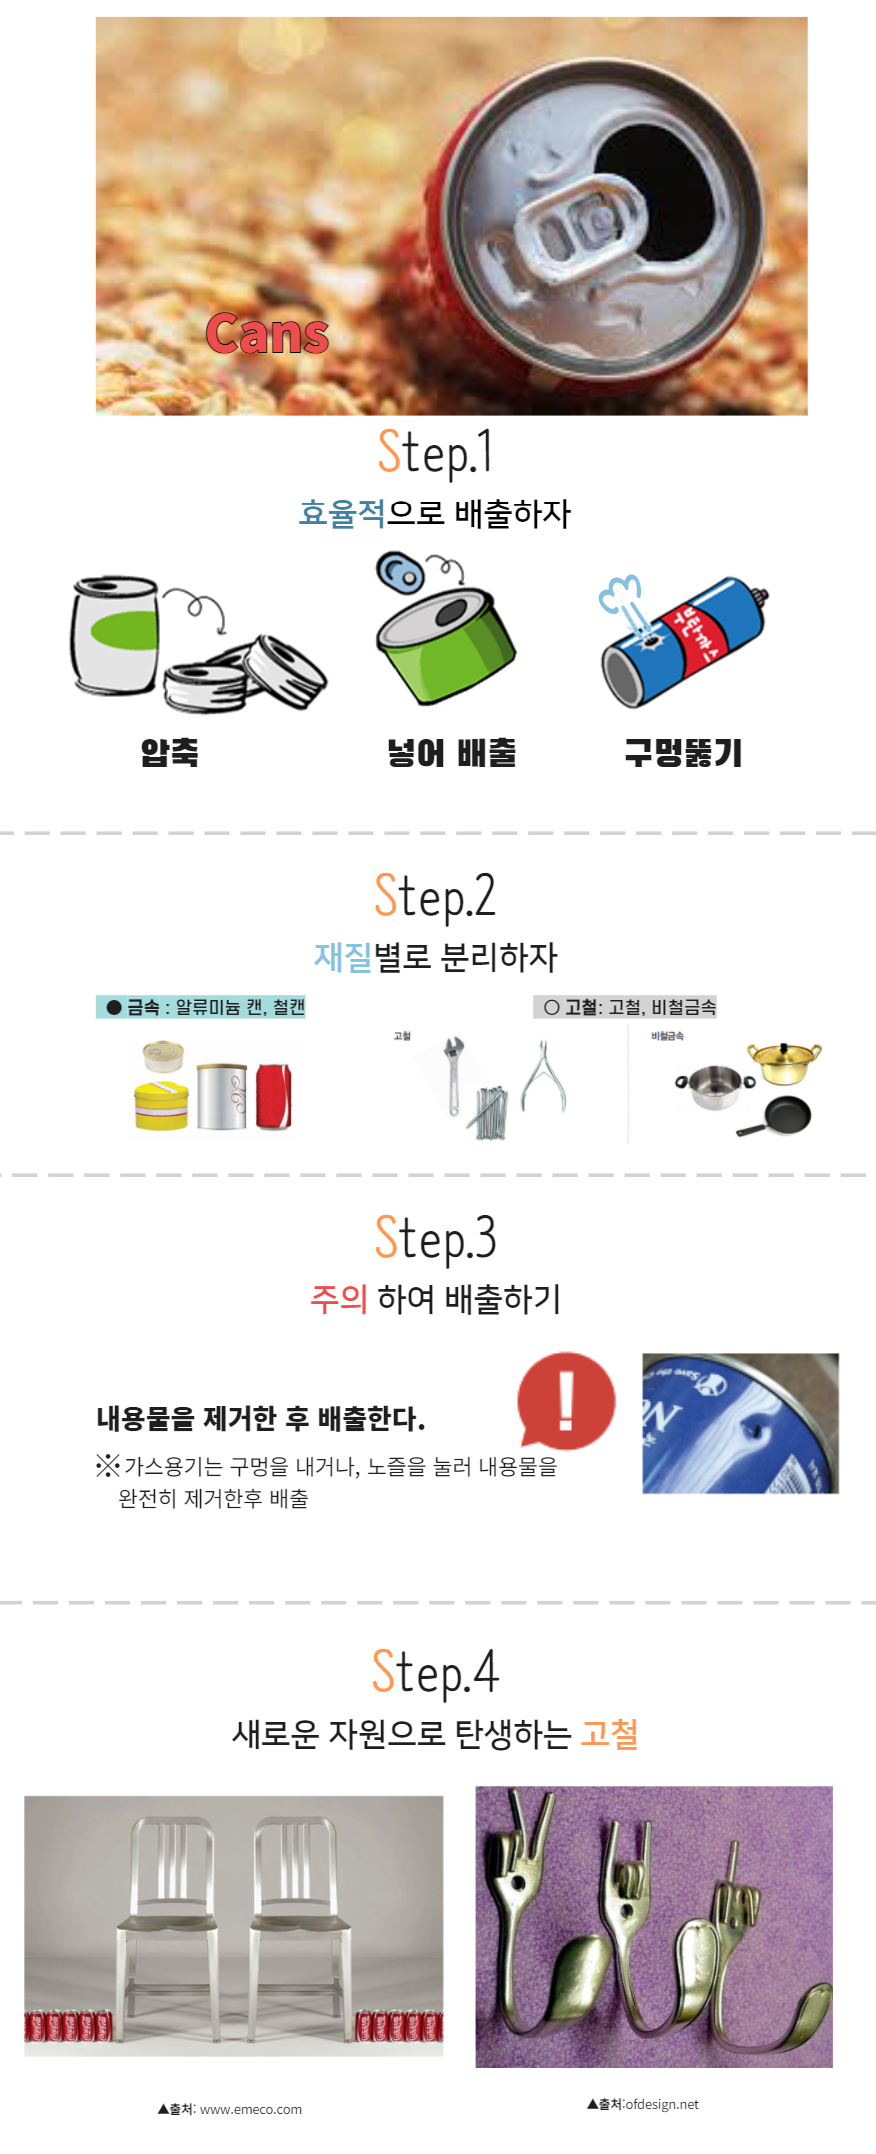 Cans
Step.1
효율적으로 배출하자
부탄가스
압축
넣어 배출
구멍뚫기
Step.2
재질별로 분리하자
● 금속 : 알류미늄 캔, 철캔
○ 고철: 고철, 비철금속
고철
비철금속
Step.3
주의 하여 배출하기
!
내용물을 제거한 후 배출한다.
※ 가스용기는 구멍을 내거나, 노즐을 눌러 내용물을
완전히 제거한후 배출
Step.4
새로운 자원으로 탄생하는 고철
▲출처: www.emeco.com
▲출처:ofdesign.net